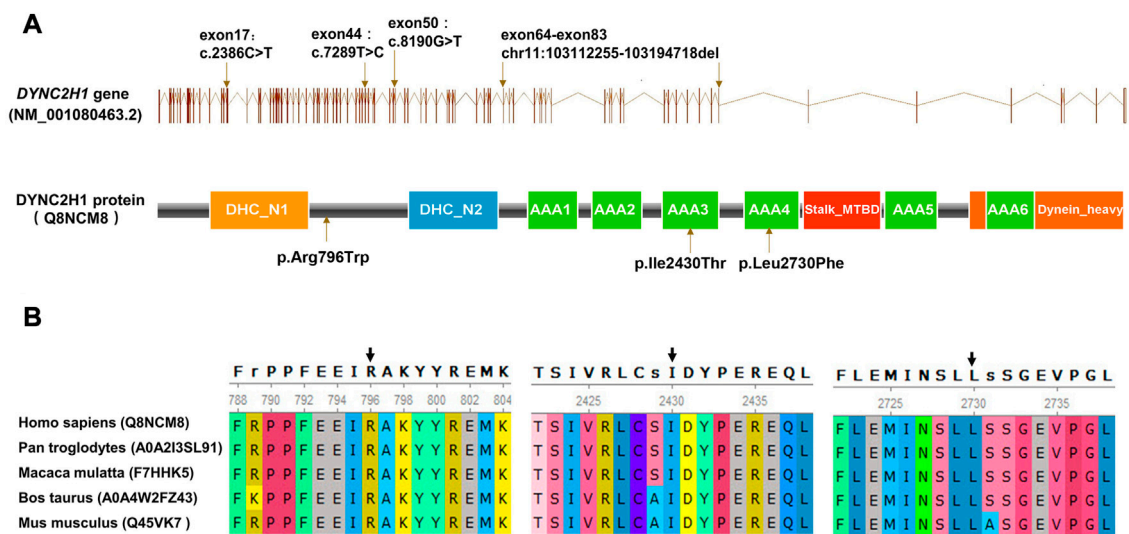 A
exon17:
c.2386C>T
exon44 :
c.7289T>C
exon50 :
c.8190G>T
exon64-exon83
chr11:103112255-103194718del
DYNC2H1 gene
(NM_001080463.2)
DYNC2H1 protein
( Q8NCM8 )
DHC_N1
DHC_N2
AAA1
AAA2
AAA3
AAA4
Stalk_MTBD
AAA5
AAA6
Dynein_heavy
p.Arg796Trp
p.Ile2430Thr
p.Leu2730Phe
B
F r P P F E E I R A K Y Y R E M K
T S I V R L C s I D Y P E R E Q L
F L E M I N S L L s S G E V P G L
788 790 792 794 796 798 800 802 804
2425 2430 2435
2725 2730 2735
Homo sapiens (Q8NCM8)
F R P P F E E I R A K Y Y R E M K
T S I V R L C S I D Y P E R E Q L
F L E M I N S L L S S G E V P G L
Pan troglodytes (A0A2I3SL91)
F R P P F E E I R A K Y Y R E M K
T S I V R L C S I D Y P E R E Q L
F L E M I N S L L S S G E V P G L
Macaca mulatta (F7HHK5)
F R P P F E E I R A K Y Y R E M K
T S I V R L C S I D Y P E R E Q L
F L E M I N S L L S S G E V P G L
Bos taurus (A0A4W2FZ43)
F K P P F E E I R A K Y Y R E M K
T S I V R L C A I D Y P E R E Q L
F L E M I N S L L S S G E V P G L
Mus musculus (Q45VK7 )
F R P P F E E I R A K Y Y R E M K
T S I V R L C A I D Y P E R E Q L
F L E M I N S L L A S G E V P G L